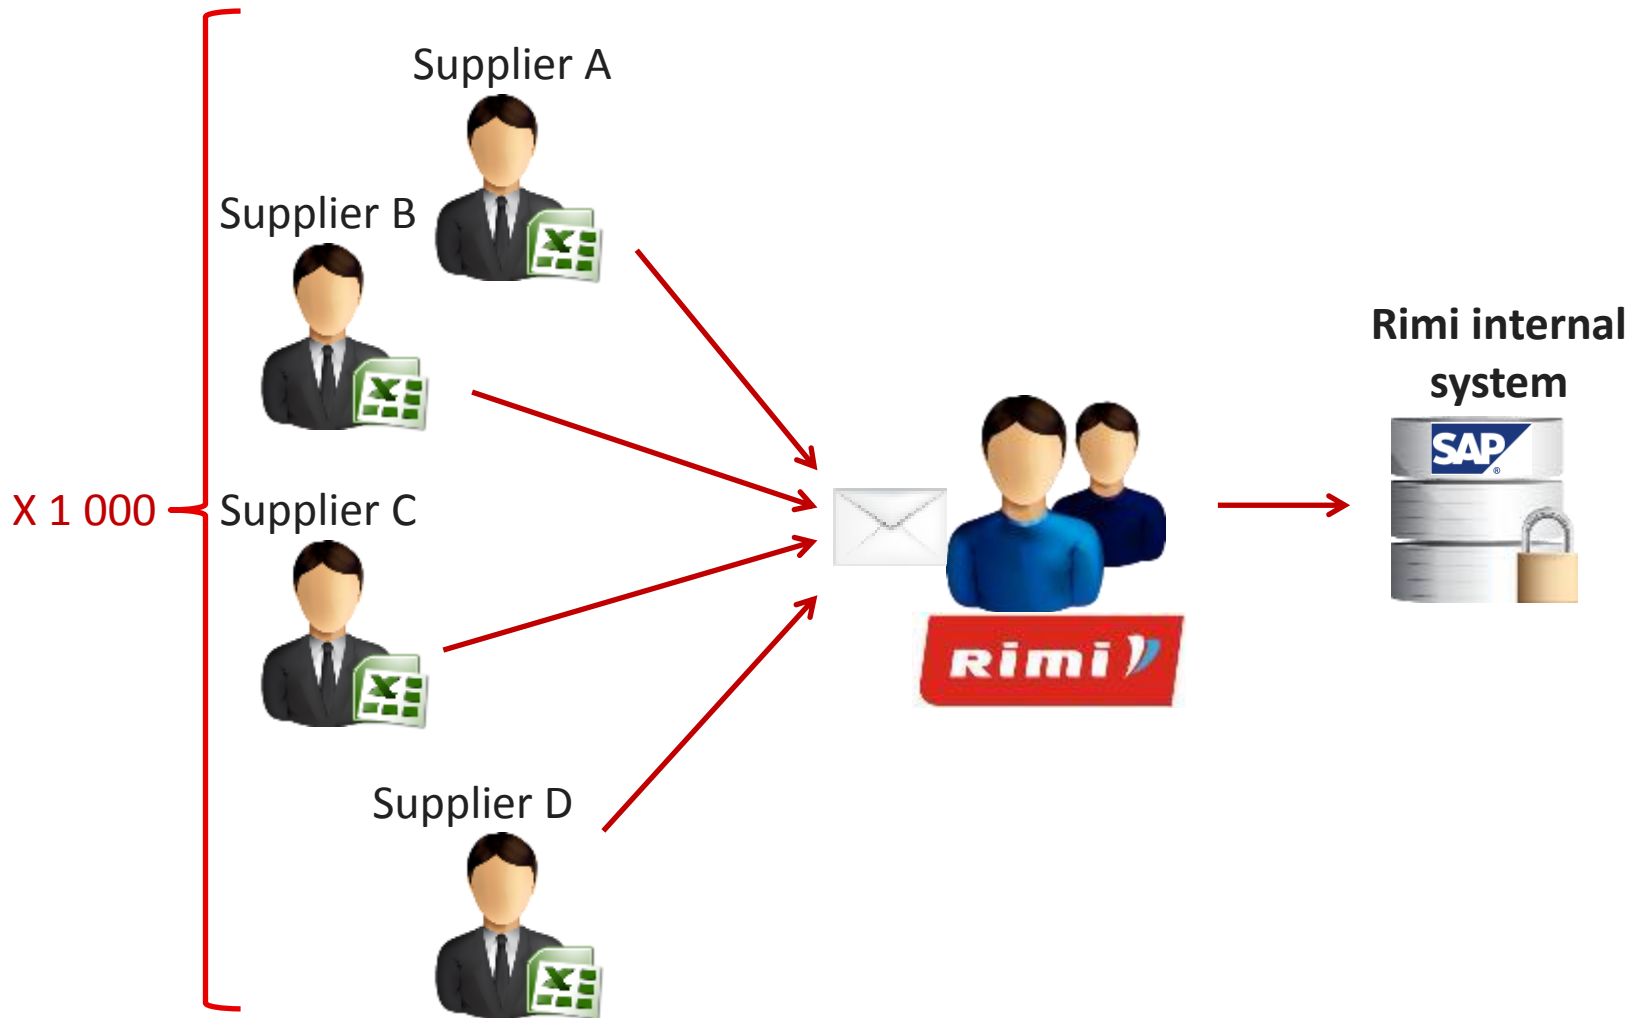 Supplier A
Supplier B
Rimi internal
system
SAP
®
X 1 000
Supplier C
Rimi
Supplier D